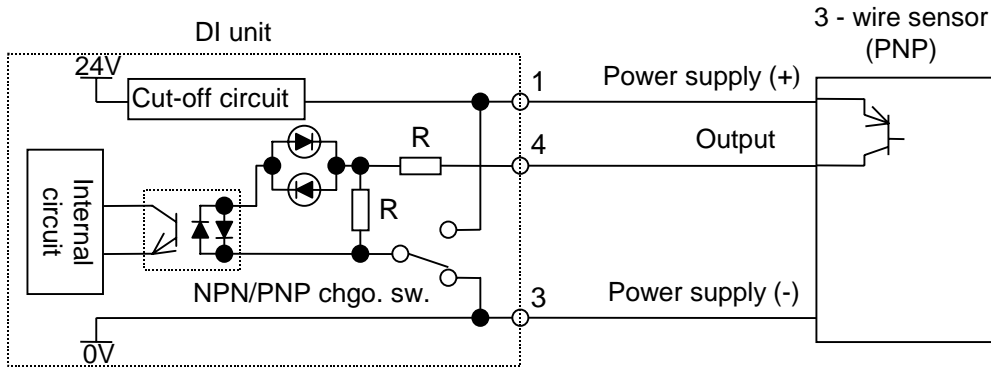 DI unit
3 - wire sensor
(PNP)
24V
Cut-off circuit
1
Power supply (+)
R
4
Output
Internal
circuit
R
NPN/PNP chgo. sw.
3
Power supply (-)
0V